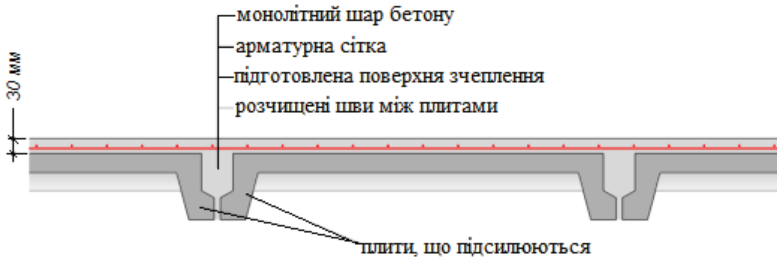 монолітний шар бетону
арматурна сітка
підготовлена поверхня зчеплення
розчищені шви між плитами
30 мм
плити, що підсилюються